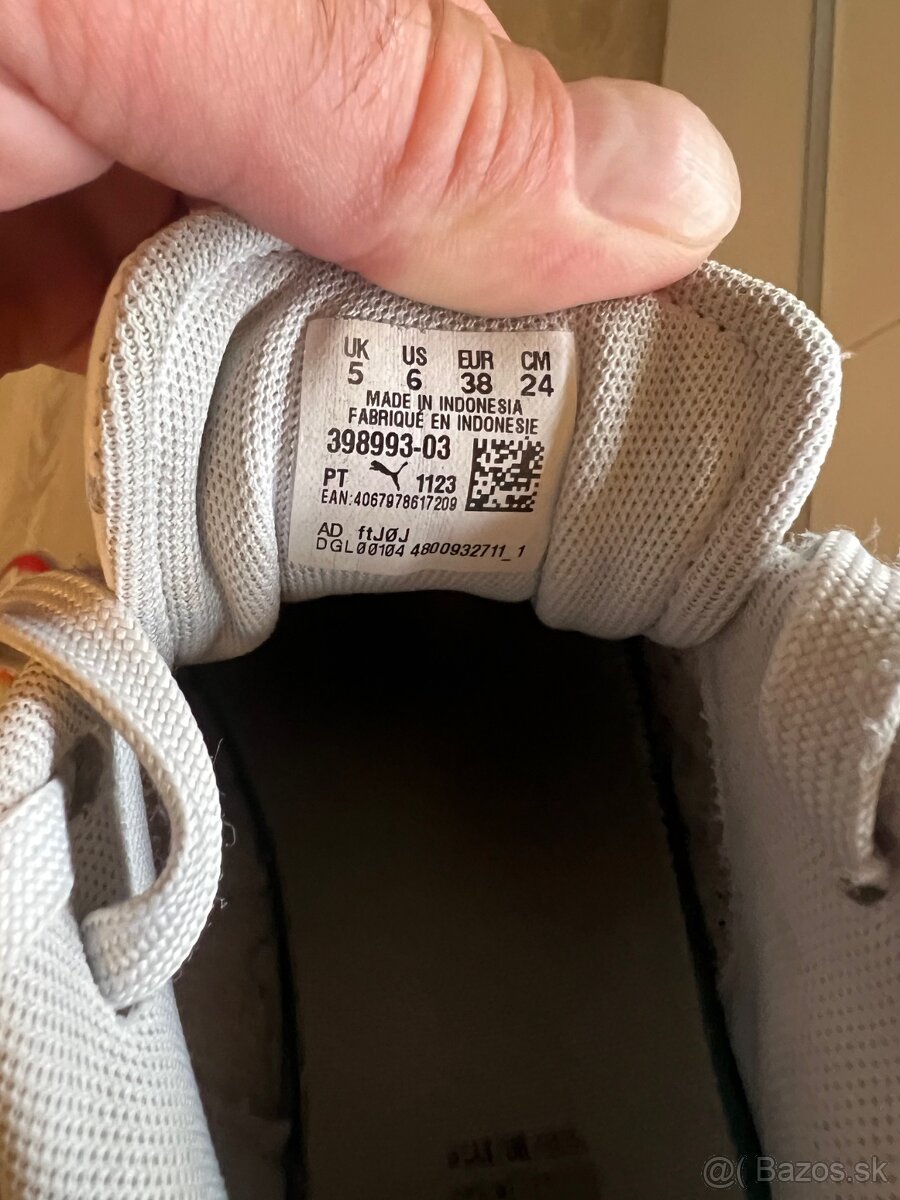 UK US EUR CM
5 6 38 24
MADE IN INDONESIA
FABRIQUÉ EN INDONESIE
398993-03
PT 1123
EAN:4067978617209
AD ftJØJ
DGL00104 4800932711_1
@( Bazos.sk